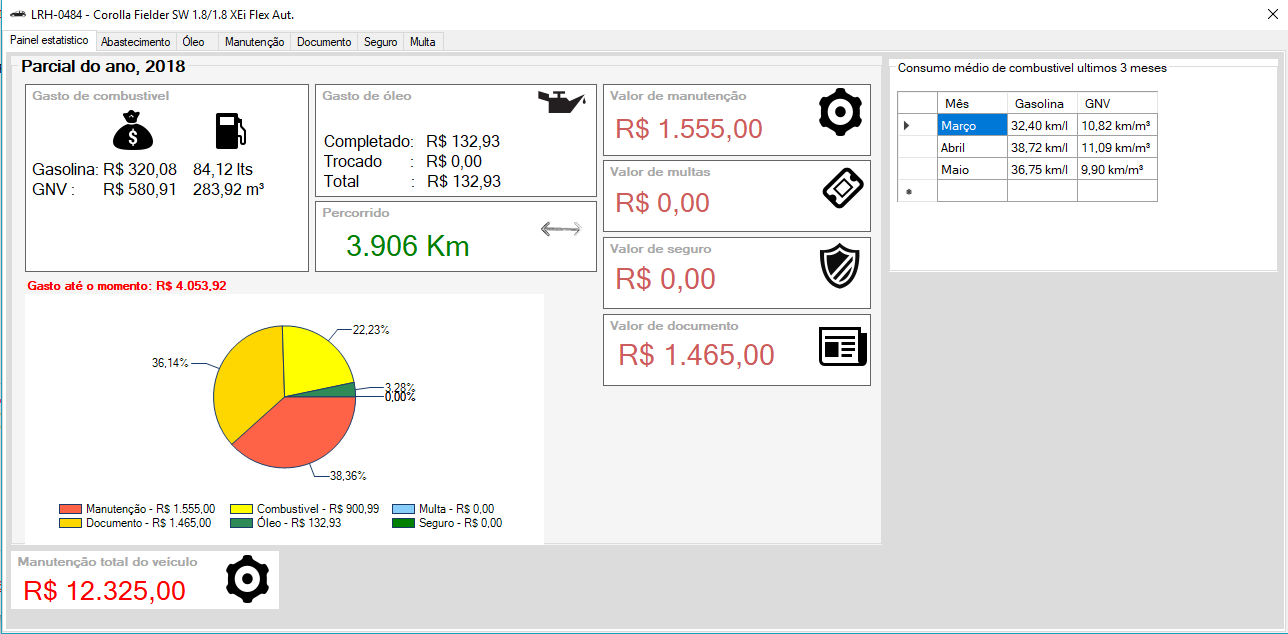 LRH-0484 - Corolla Fielder SW 1.8/1.8 XEi Flex Aut.
Painel estatistico Abastecimento Óleo Manutenção Documento Seguro Multa
Parcial do ano, 2018
Gasto de combustivel
Gasolina: R$ 320,08 84,12 lts
GNV : R$ 580,91 283,92 m³
Gasto de óleo
Completado: R$ 132,93
Trocado : R$ 0,00
Total : R$ 132,93
Percorrido
3.906 Km
Valor de manutenção
R$ 1.555,00
Valor de multas
R$ 0,00
Valor de seguro
R$ 0,00
Valor de documento
R$ 1.465,00
Gasto até o momento: R$ 4.053,92
22,23%
36,14%
3,28%
0,00%
38,36%
Manutenção - R$ 1.555,00 Combustivel - R$ 900,99 Multa - R$ 0,00
Documento - R$ 1.465,00 Óleo - R$ 132,93 Seguro - R$ 0,00
Manutenção total do veículo
R$ 12.325,00
Consumo médio de combustivel ultimos 3 meses
Mês Gasolina GNV
Março 32,40 km/l 10,82 km/m³
Abril 38,72 km/l 11,09 km/m³
Maio 36,75 km/l 9,90 km/m³